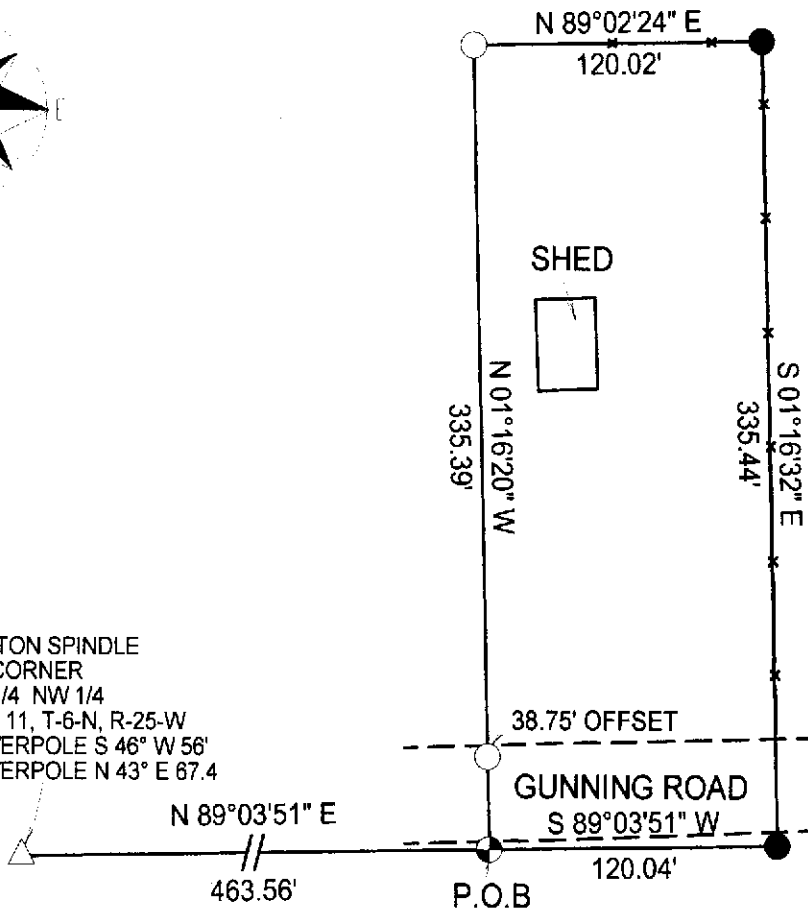 N 89°02'24" E
120.02'
E
SHED
N 01°16'20" W
335.39'
S 01°16'32" E
335.44'
TON SPINDLE
CORNER
/4 NW 1/4
11, T-6-N, R-25-W
ERPOLE S 46° W 56'
ERPOLE N 43° E 67.4
38.75' OFFSET
GUNNING ROAD
S 89°03'51" W
N 89°03'51" E
463.56'
P.O.B
120.04'